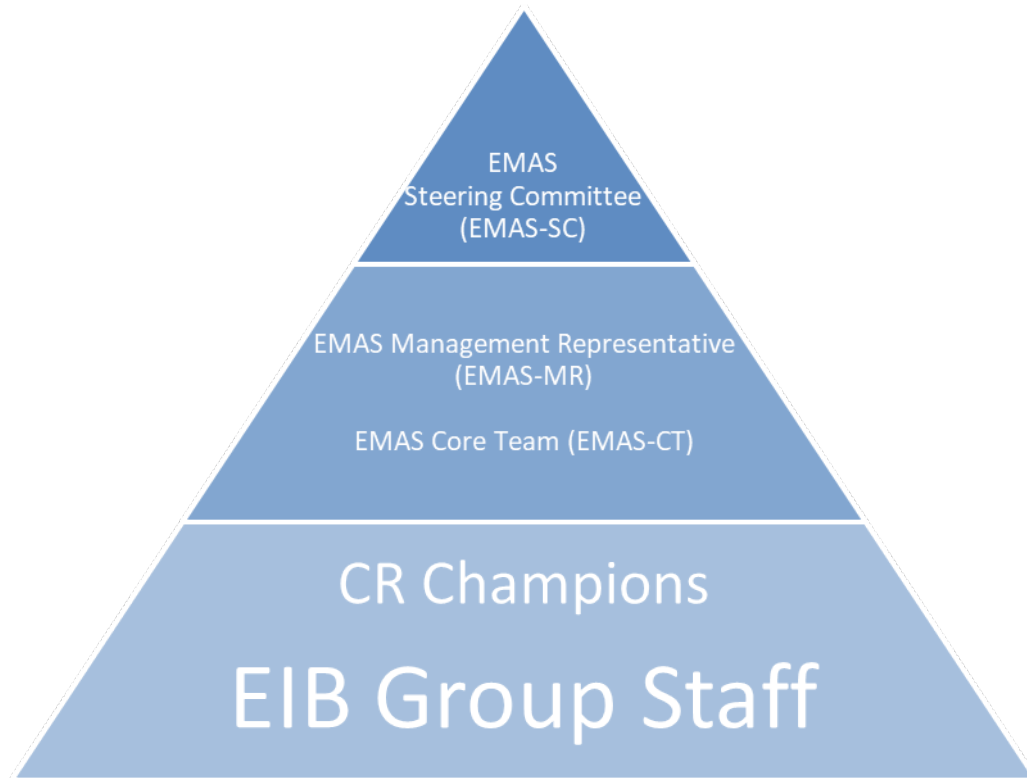 EMAS
Steering Committee
(EMAS-SC)
EMAS Management Representative
(EMAS-MR)
EMAS Core Team (EMAS-CT)
CR Champions
EIB Group Staff